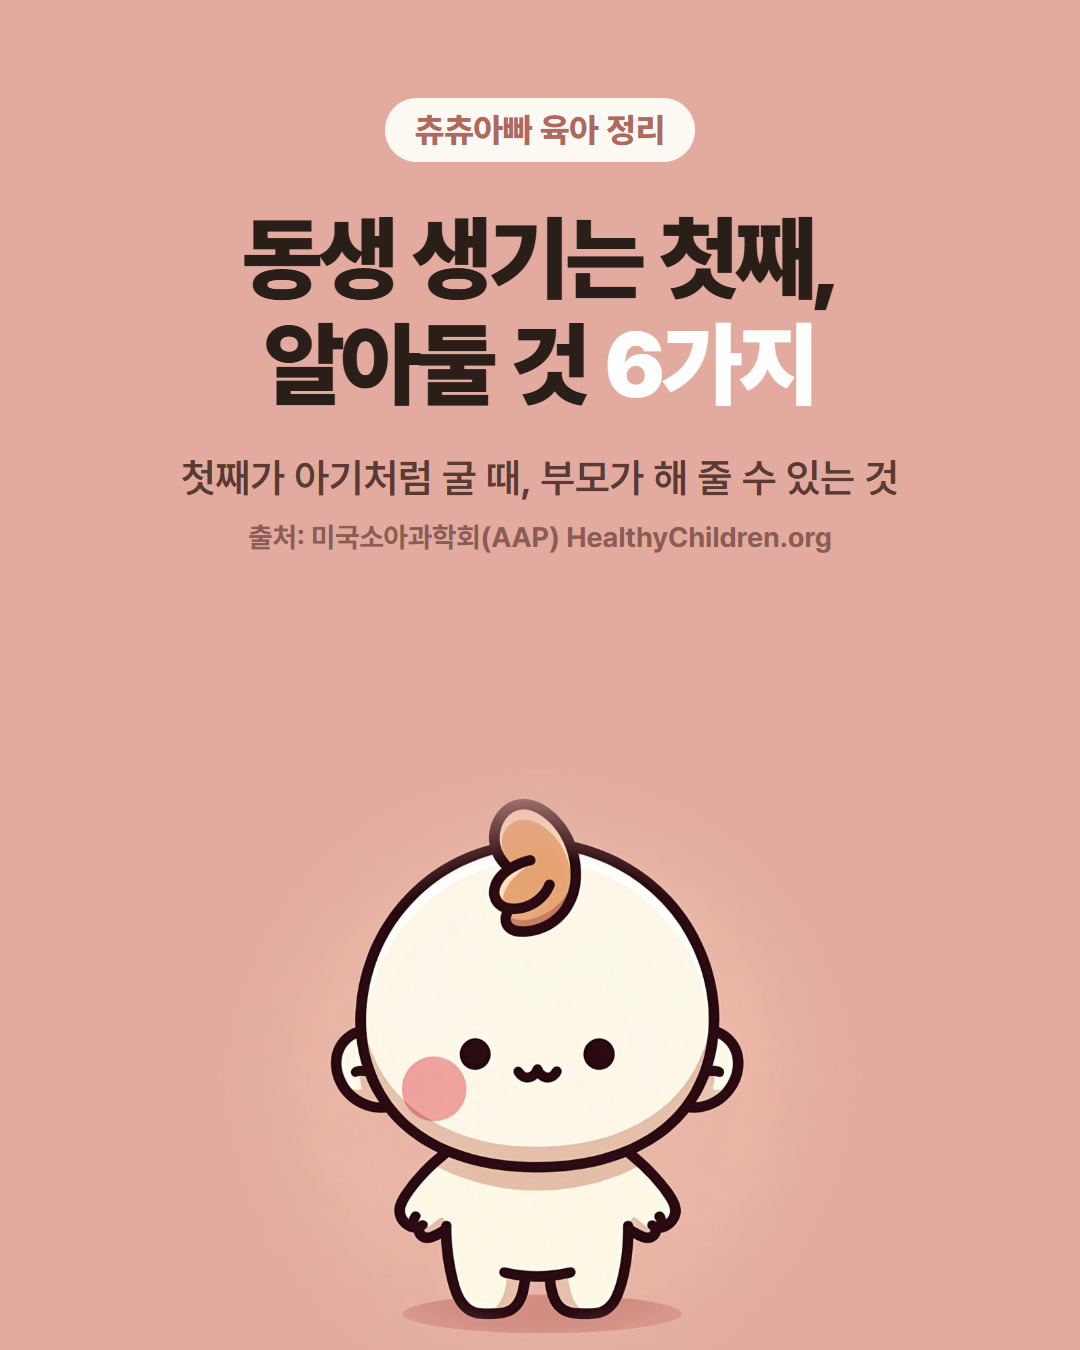 츄츄아빠 육아 정리
동생 생기는 첫째,
알아둘 것 6가지
첫째가 아기처럼 굴 때, 부모가 해 줄 수 있는 것
출처: 미국소아과학회(AAP) HealthyChildren.org